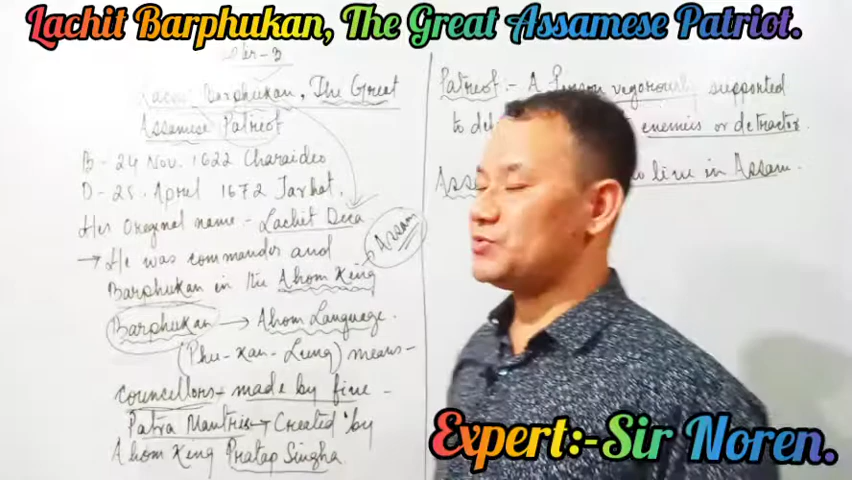 Lachit Barphukan, The Great Assamese Patriot.
Barphukan, The Great
Assamese Patriot
B - 24 Nov. 1622 Charaideo
D - 25. April 1672 Jorhat.
His Original name - Lachit Deca
→ He was commander and
Barphukan in the Ahom King
Assam
Barphukan → Ahom Language.
(Phu-Kan-Lung) means-
councellors - made by five -
Patra Mantris → Created by
Ahom King Pratap Singha.
Patriot :- A Person vegorously supported
to enemies or detractors.
to live in Assam.
Expert:-Sir Noren.